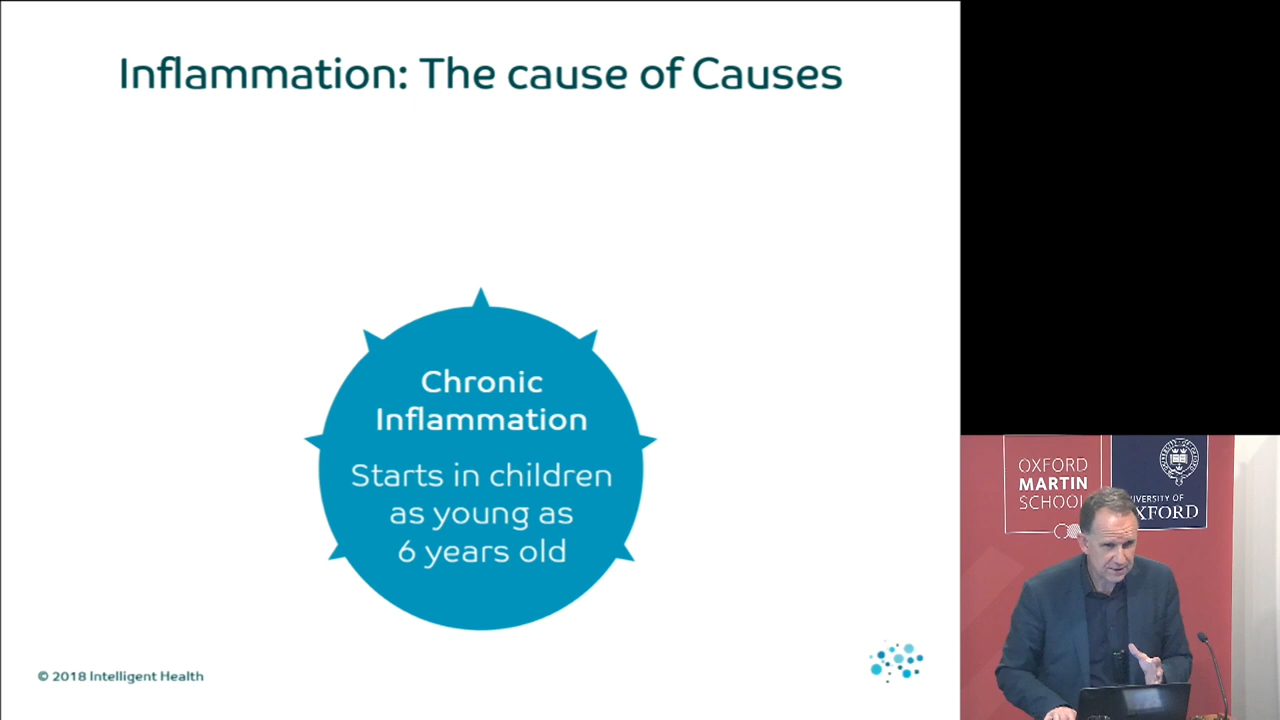 Inflammation: The cause of Causes
Chronic
Inflammation
Starts in children
as young as
6 years old
© 2018 Intelligent Health
OXFORD
MARTIN
SCHOOL
UNIVERSITY OF
OXFORD